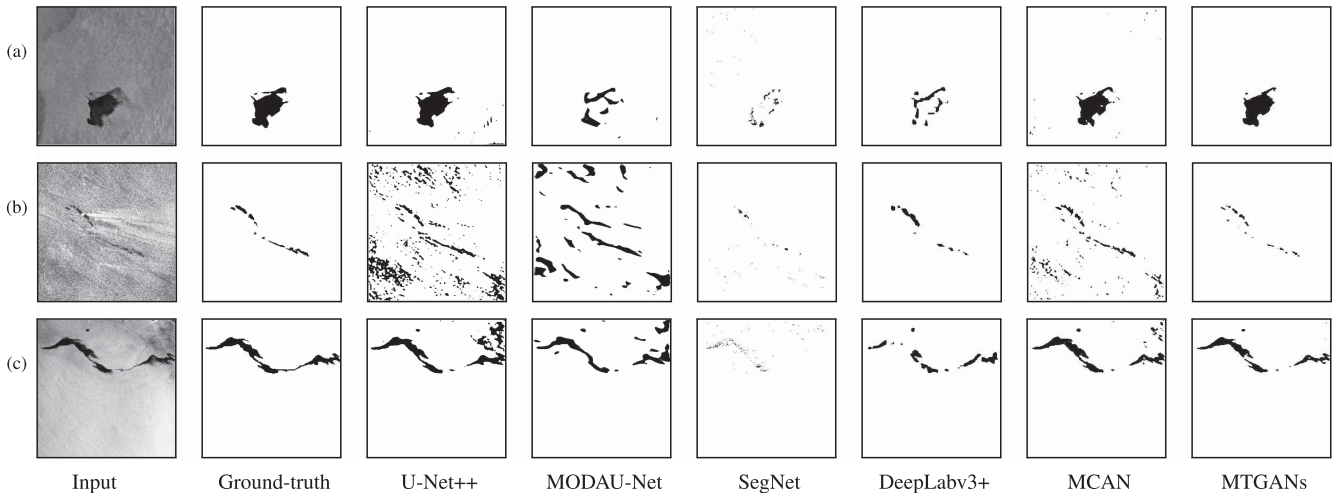 (a)
(b)
(c)
Input Ground-truth U-Net++ MODAU-Net SegNet DeepLabv3+ MCAN MTGANs